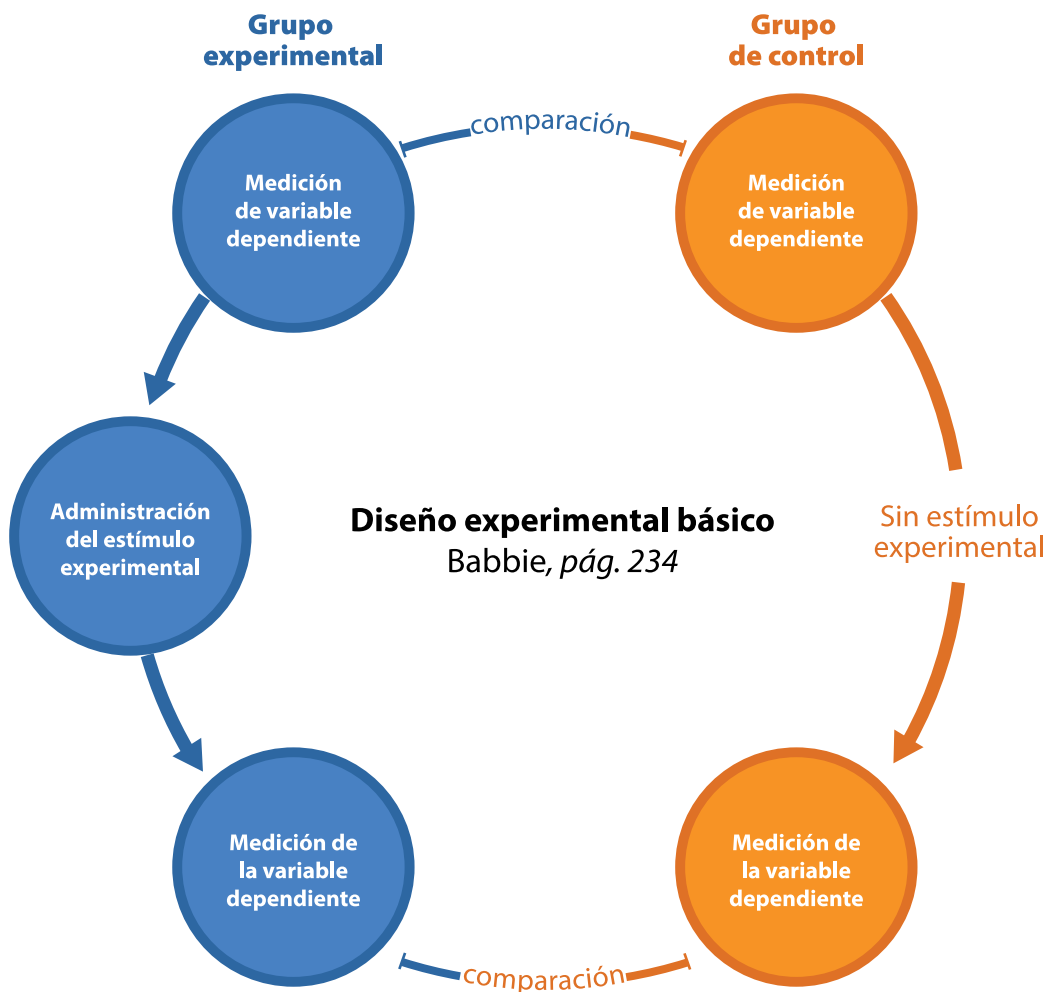 Grupo
experimental
Grupo
de control
comparación
Medición
de variable
dependiente
Medición
de variable
dependiente
Administración
del estímulo
experimental
Diseño experimental básico
Babbie, pág. 234
Sin estímulo
experimental
Medición de
la variable
dependiente
Medición de
la variable
dependiente
comparación